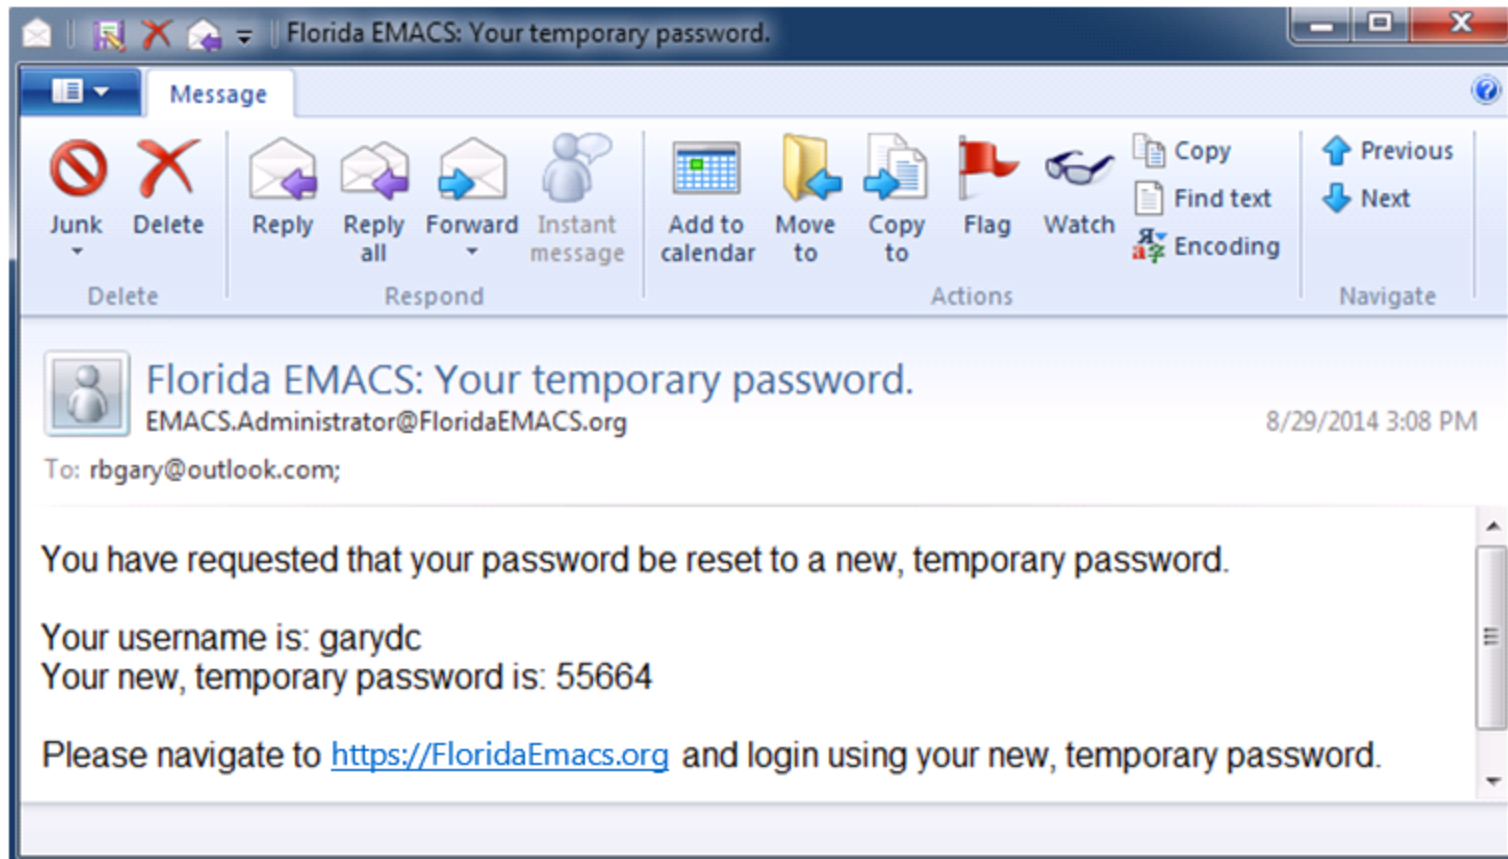 Florida EMACS: Your temporary password.
Message
Junk Delete Reply Reply all Forward Instant message Add to calendar Move to Copy to Flag Watch Copy Previous
Find text Next
Encoding
Delete Respond Actions Navigate
Florida EMACS: Your temporary password.
EMACS.Administrator@FloridaEMACS.org 8/29/2014 3:08 PM
To: rbgary@outlook.com;
You have requested that your password be reset to a new, temporary password.
Your username is: garydc
Your new, temporary password is: 55664
Please navigate to https://FloridaEmacs.org and login using your new, temporary password.